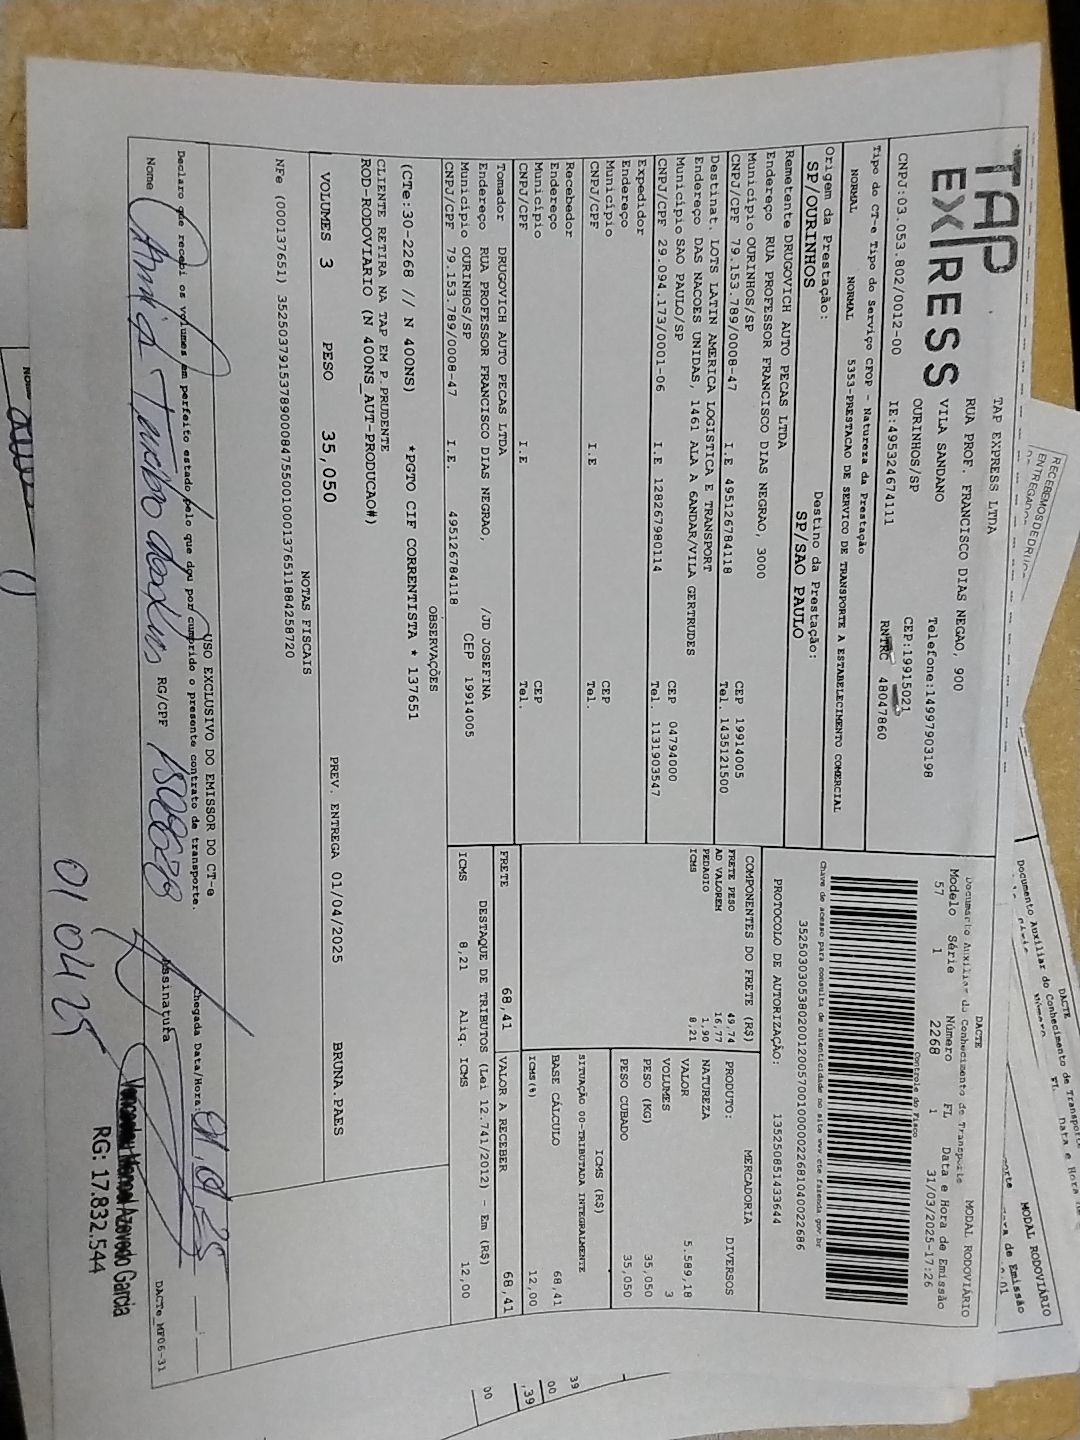 TAP EXPRESS
TAP EXPRESS LTDA
RUA PROF. FRANCISCO DIAS NEGAO, 900
VILA SANDANO
OURINHOS/SP
Telefone:14997903198
CEP:19915021
CNPJ:03.053.802/0012-00 IE:495324674111
RNTRC 48047860
DACTE MODAL RODOVIÁRIO
Documento Auxiliar do Conhecimento de Transporte
Modelo Série Número FL Data e Hora de Emissão
57 1 2268 1 31/03/2025-17:26
Controle do Fisco
Chave de acesso para consulta de autenticidade no site www cte fazenda gov br
35250303053802001200570010000022681040022686
PROTOCOLO DE AUTORIZAÇÃO: 135250851433644
Tipo do CT-e Tipo do Serviço CFOP - Natureza da Prestação
NORMAL NORMAL 5353-PRESTACAO DE SERVICO DE TRANSPORTE A ESTABELECIMENTO COMERCIAL
Origem da Prestação: Destino da Prestação:
SP/OURINHOS SP/SAO PAULO
Remetente DRUGOVICH AUTO PECAS LTDA
Endereço RUA PROFESSOR FRANCISCO DIAS NEGRAO, 3000
Município OURINHOS/SP CEP 19914005
CNPJ/CPF 79.153.789/0008-47 I.E 495126784118 Tel. 1435121500
Destinat. LOTS LATIN AMERICA LOGISTICA E TRANSPORT
Endereço DAS NACOES UNIDAS, 1461 ALA A 6ANDAR/VILA GERTRUDES
Município SAO PAULO/SP CEP 04794000
CNPJ/CPF 29.094.173/0001-06 I.E 128267980114 Tel. 1131903547
Expedidor
Endereço
Município CEP
CNPJ/CPF I.E Tel.
Recebedor
Endereço
Município CEP
CNPJ/CPF I.E Tel.
Tomador DRUGOVICH AUTO PECAS LTDA
Endereço RUA PROFESSOR FRANCISCO DIAS NEGRAO, /JD JOSEFINA
Município OURINHOS/SP CEP 19914005
CNPJ/CPF 79.153.789/0008-47 I.E. 495126784118
COMPONENTES DO FRETE (R$)
FRETE PESO 49,74
AD VALOREM 16,77
PEDAGIO 1,90
ICMS 8,21
MERCADORIA
PRODUTO: DIVERSOS
NATUREZA
VALOR 5.589,18
VOLUMES 3
PESO (KG) 35,050
PESO CUBADO 35,050
ICMS (R$)
SITUAÇÃO 00-TRIBUTADA INTEGRALMENTE
BASE CÁLCULO 68,41
ICMS(%) 12,00
FRETE 68,41 VALOR A RECEBER 68,41
DESTAQUE DE TRIBUTOS (Lei 12.741/2012) - Em (R$)
ICMS 8,21 Aliq. ICMS 12,00
OBSERVAÇÕES
(CTe:30-2268 // N 400NS) *PGTO CIF CORRENTISTA * 137651
CLIENTE RETIRA NA TAP EM P.PRUDENTE
ROD-RODOVIARIO (N 400NS_AUT-PRODUCAO#)
VOLUMES 3 PESO 35,050 PREV. ENTREGA 01/04/2025 BRUNA.PAES
NOTAS FISCAIS
NFe (000137651) 35250379153789000847550010001376511884258720
USO EXCLUSIVO DO EMISSOR DO CT-e
Declaro que recebi os volumes em perfeito estado pelo que dou por cumprido o presente contrato de transporte.
Chegada Data/Hora
Nome RG/CPF Assinatura
DACTe_MF06-31
01 04 25
Azevedo Garcia
RG: 17.832.544
DACTE
Documento Auxiliar do Conhecimento de Transporte
MODAL RODOVIÁRIO